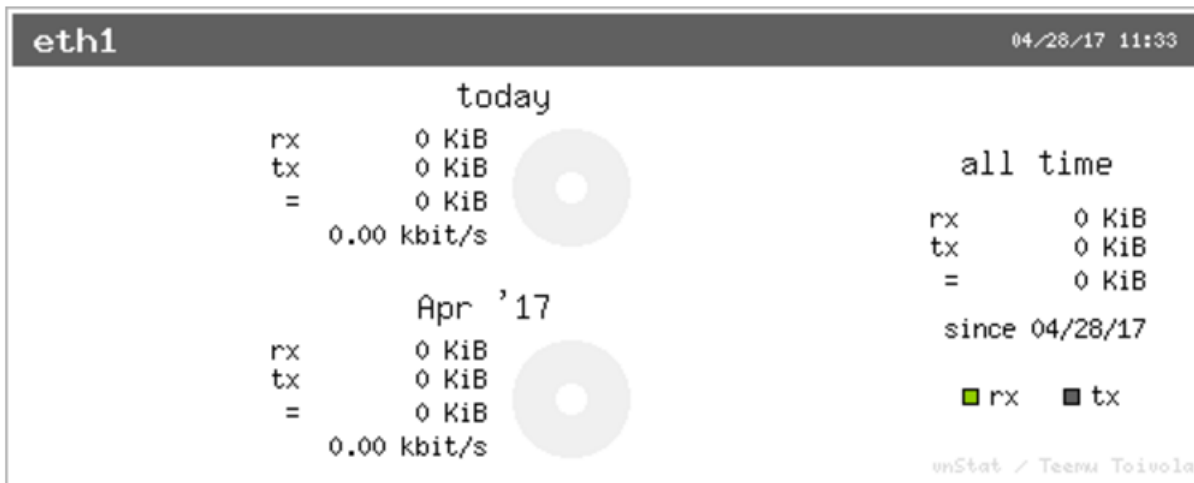 eth1 04/28/17 11:33
today
rx 0 KiB
tx 0 KiB
= 0 KiB
0.00 kbit/s
Apr '17
rx 0 KiB
tx 0 KiB
= 0 KiB
0.00 kbit/s
all time
rx 0 KiB
tx 0 KiB
= 0 KiB
since 04/28/17
rx tx
vnStat / Teemu Toivola